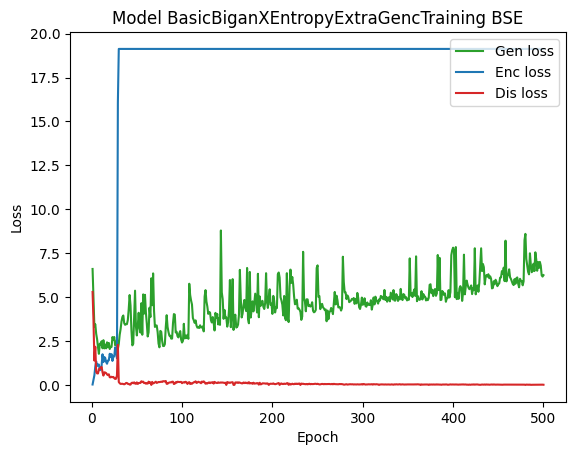 Model BasicBiganXEntropyExtraGencTraining BSE
Loss
20.0
17.5
15.0
12.5
10.0
7.5
5.0
2.5
0.0
Gen loss
Enc loss
Dis loss
0 100 200 300 400 500
Epoch